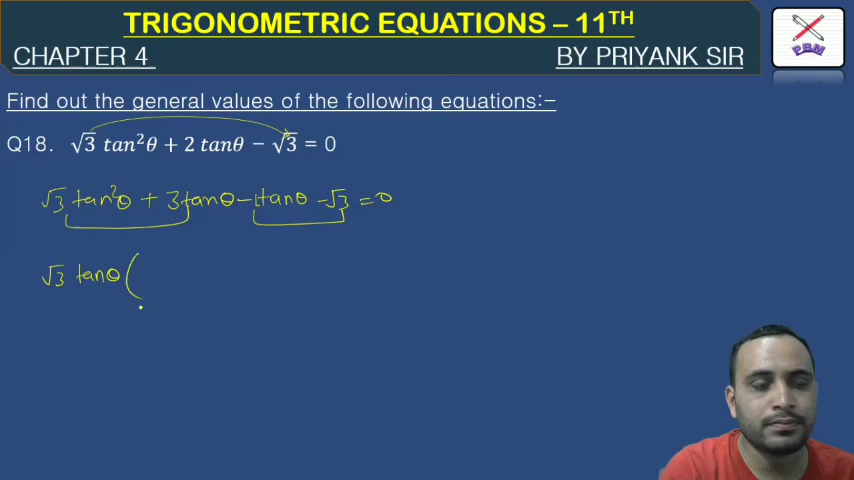 TRIGONOMETRIC EQUATIONS – 11TH
CHAPTER 4
BY PRIYANK SIR
PBM
Find out the general values of the following equations:-
Q18. √3 tan²θ + 2 tanθ − √3 = 0
√3 tan²θ + 3tanθ − 1tanθ − √3 = 0
√3 tanθ (